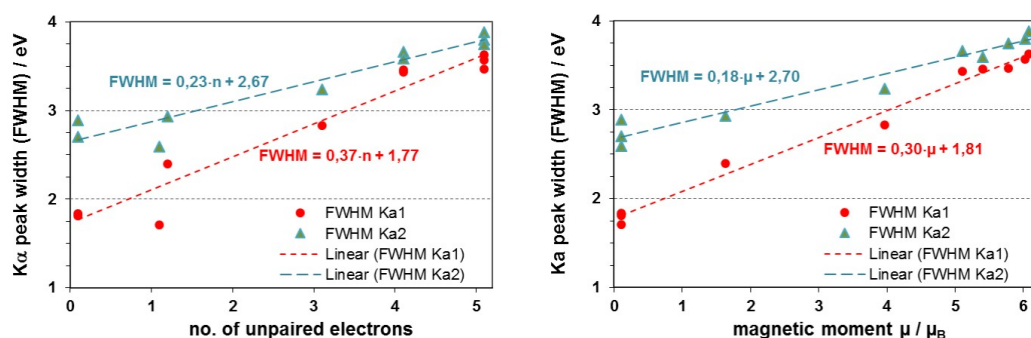 4
3
2
1
Kα peak width (FWHM) / eV
FWHM = 0,23·n + 2,67
FWHM = 0,37·n + 1,77
FWHM Ka1
FWHM Ka2
Linear (FWHM Ka1)
Linear (FWHM Ka2)
0 1 2 3 4 5
no. of unpaired electrons
4
3
2
1
Ka peak width (FWHM) / eV
FWHM = 0,18·µ + 2,70
FWHM = 0,30·µ + 1,81
FWHM Ka1
FWHM Ka2
Linear (FWHM Ka1)
Linear (FWHM Ka2)
0 1 2 3 4 5 6
magnetic moment µ / µB